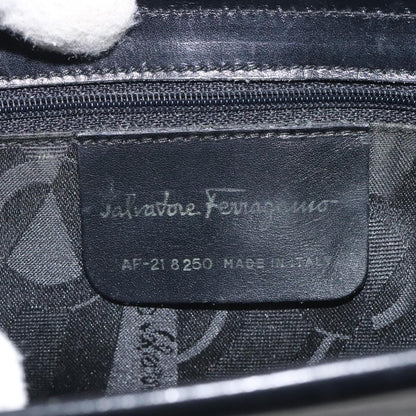 Salvatore Ferragamo
AF-21 8250 MADE IN ITALY